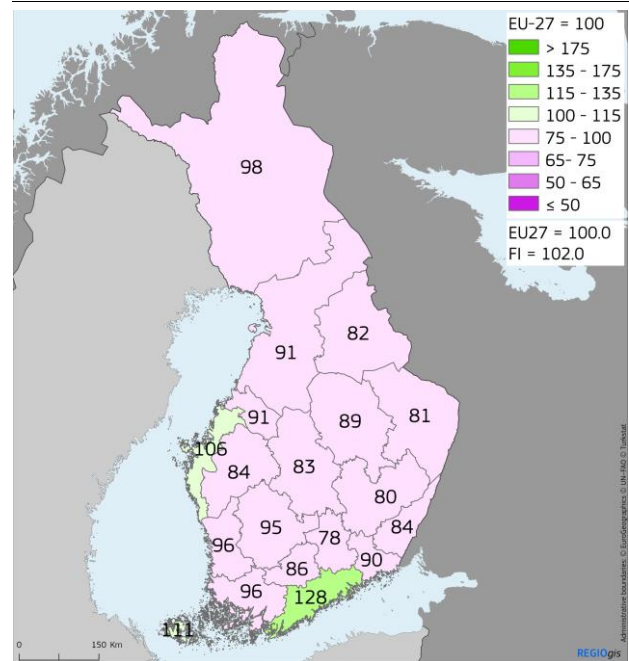 EU-27 = 100
> 175
135 - 175
115 - 135
100 - 115
75 - 100
65- 75
50 - 65
≤ 50
EU27 = 100.0
FI = 102.0
98
82
91
91
89
81
106
84
83
80
95
84
96
78
90
86
96
128
111
0 150 Km
Administrative boundaries: © EuroGeographics © UN-FAO © Turkstat
REGIOgis